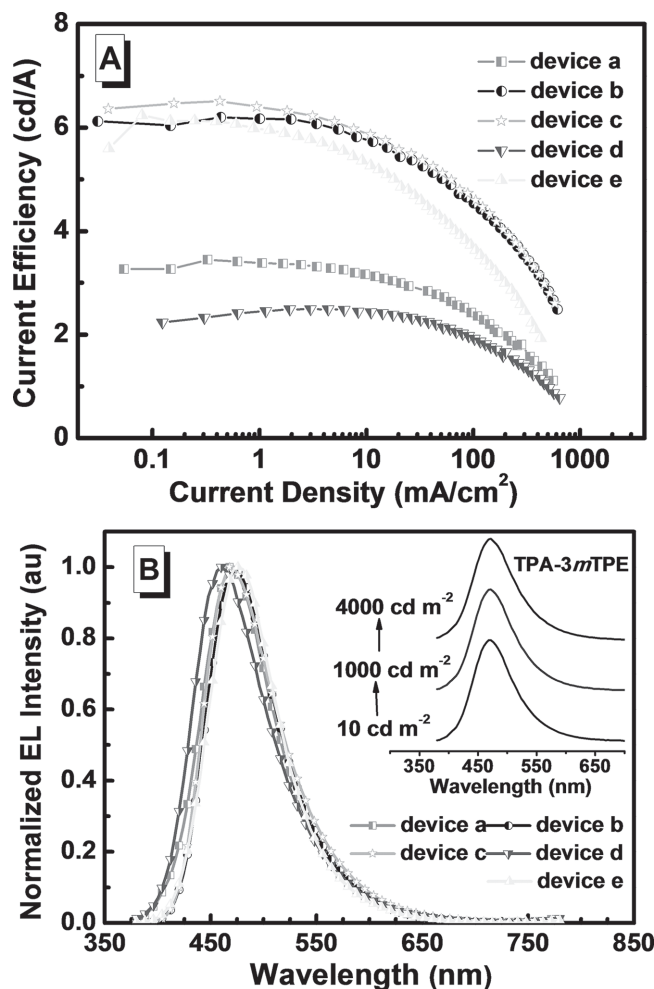 A
Current Efficiency (cd/A)
8
6
4
2
0
device a
device b
device c
device d
device e
0.1 1 10 100 1000
Current Density (mA/cm²)
B
Normalized EL Intensity (au)
1.0
0.8
0.6
0.4
0.2
0.0
TPA-3mTPE
4000 cd m⁻²
1000 cd m⁻²
10 cd m⁻²
350 450 550 650
Wavelength (nm)
device a device b
device c device d
device e
350 450 550 650 750 850
Wavelength (nm)